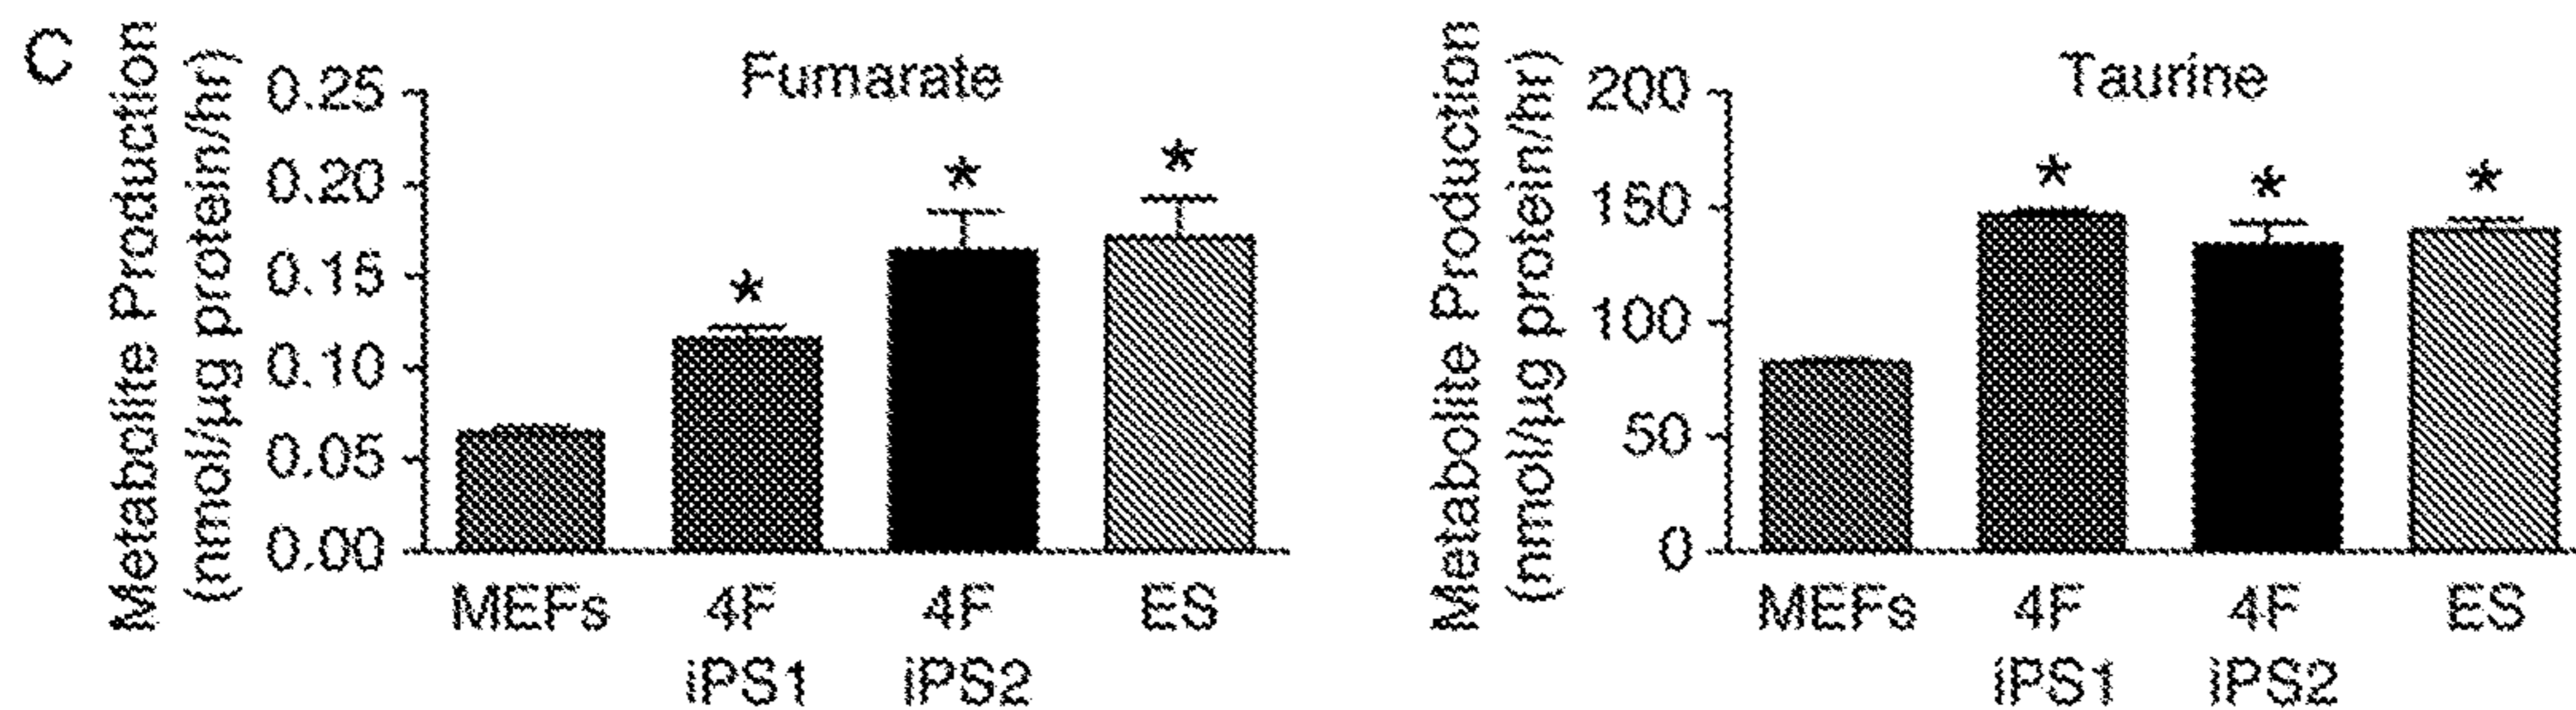 C
Metabolite Production
(nmol/µg protein/hr)
Fumarate
0.25
0.20
0.15
0.10
0.05
0.00
*
*
*
MEFs
4F
iPS1
4F
iPS2
ES
Metabolite Production
(nmol/µg protein/hr)
Taurine
200
150
100
50
0
*
*
*
MEFs
4F
iPS1
4F
iPS2
ES